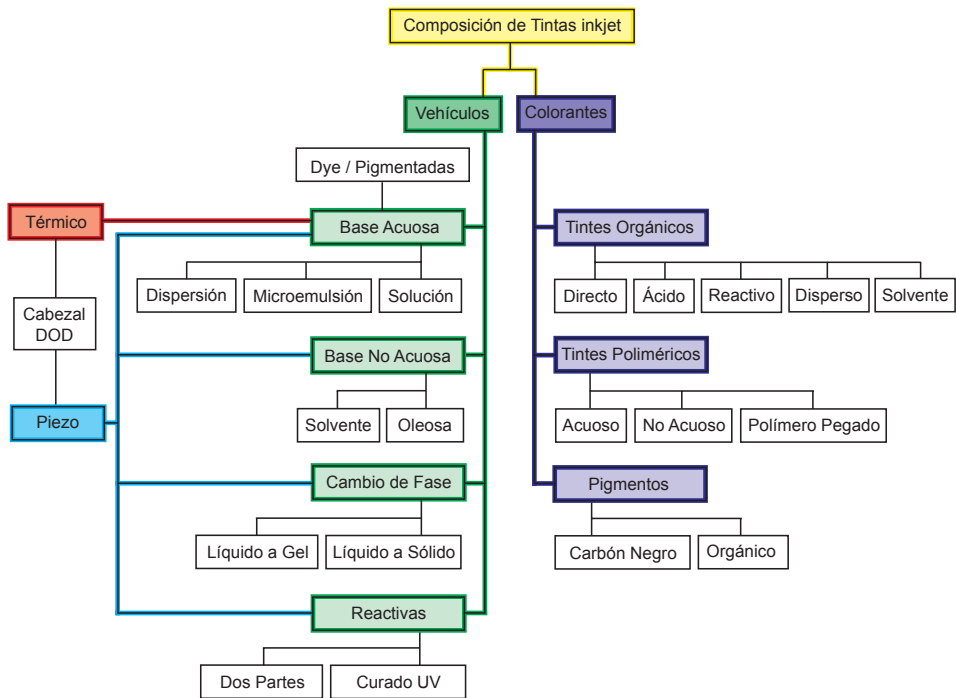 Composición de Tintas inkjet
Vehículos
Colorantes
Dye / Pigmentadas
Térmico
Base Acuosa
Dispersión
Microemulsión
Solución
Cabezal
DOD
Base No Acuosa
Solvente
Oleosa
Piezo
Cambio de Fase
Líquido a Gel
Líquido a Sólido
Reactivas
Dos Partes
Curado UV
Tintes Orgánicos
Directo
Ácido
Reactivo
Disperso
Solvente
Tintes Poliméricos
Acuoso
No Acuoso
Polímero Pegado
Pigmentos
Carbón Negro
Orgánico